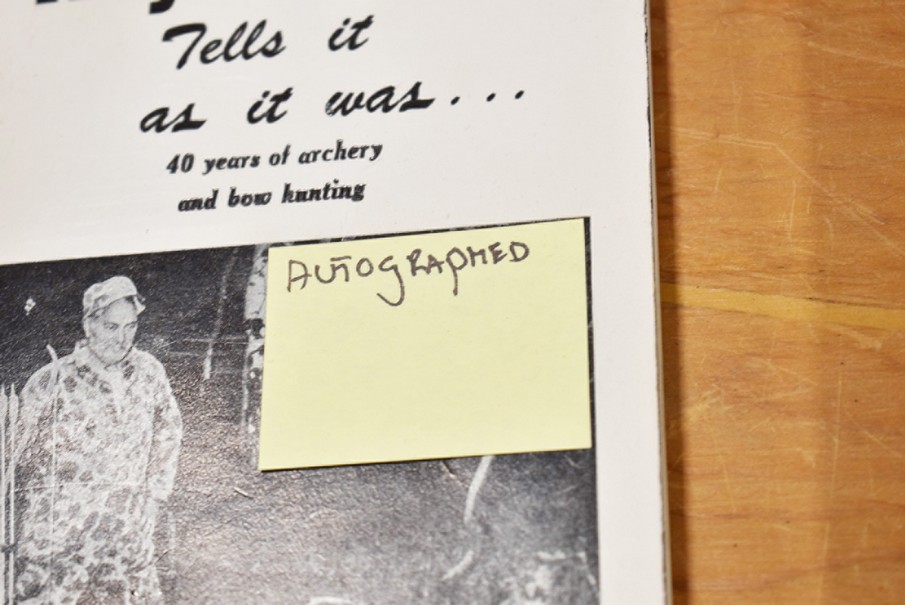 Tells it
as it was...
40 years of archery
and bow hunting
AUTOGRAPHED